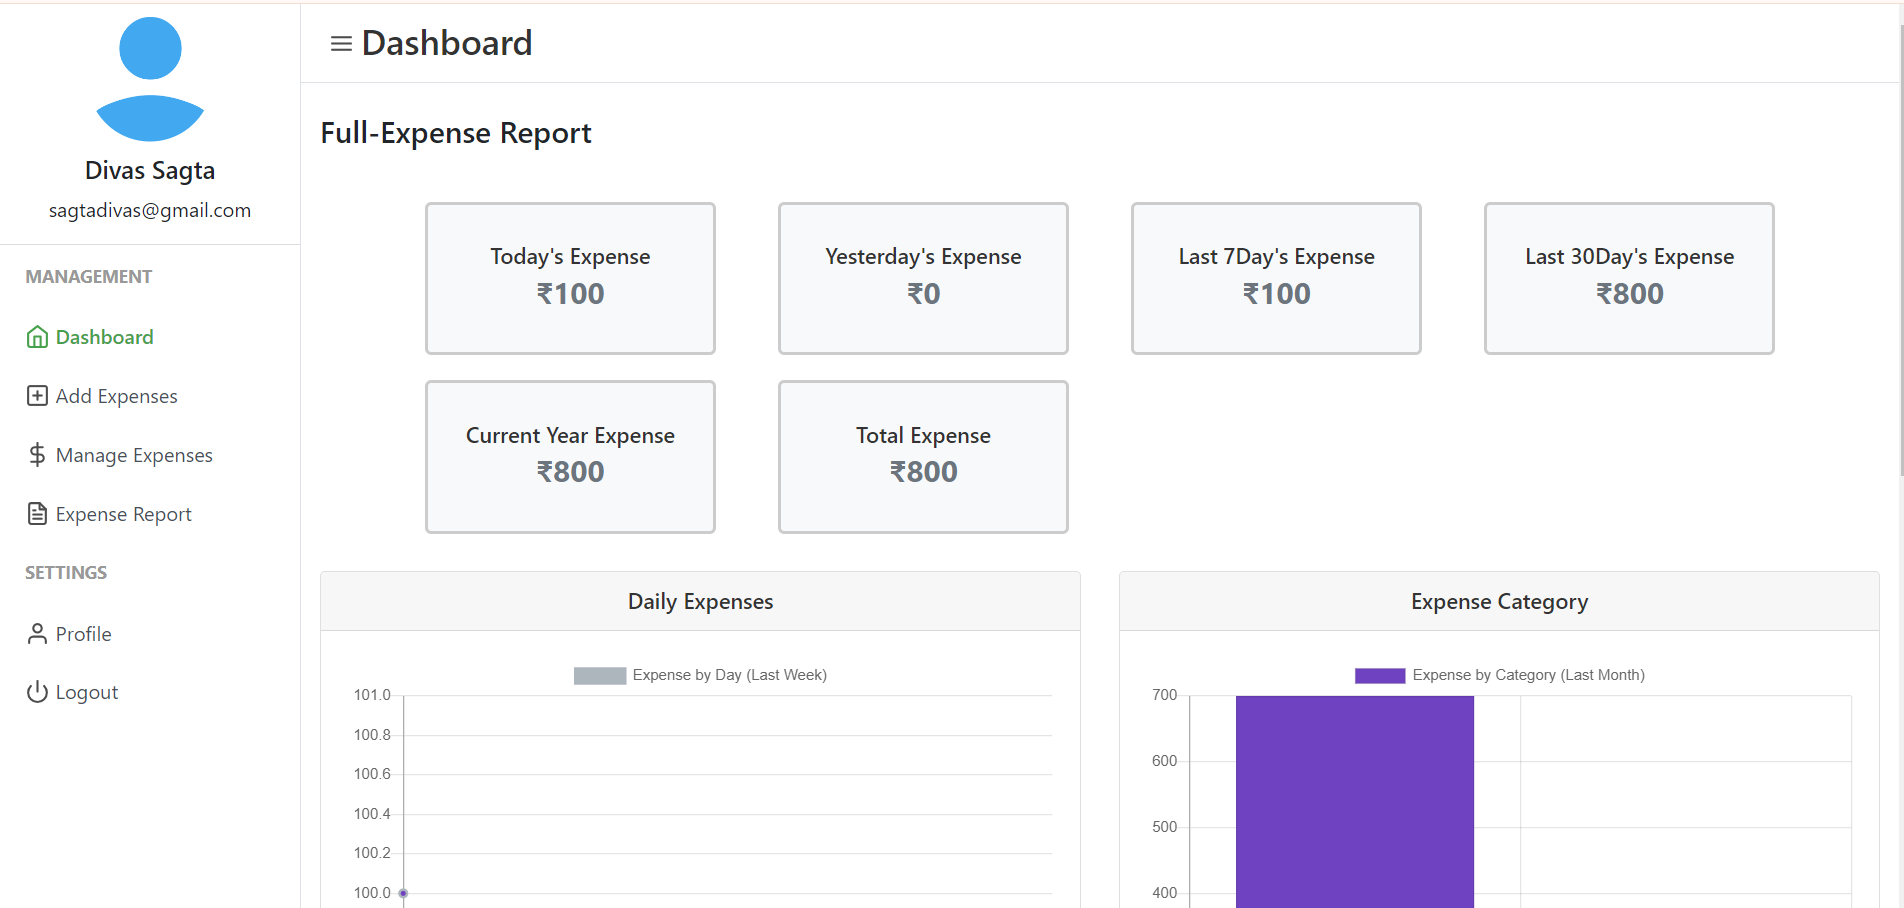 Divas Sagta
sagtadivas@gmail.com
MANAGEMENT
Dashboard
Add Expenses
Manage Expenses
Expense Report
SETTINGS
Profile
Logout
Dashboard
Full-Expense Report
Today's Expense
₹100
Yesterday's Expense
₹0
Last 7Day's Expense
₹100
Last 30Day's Expense
₹800
Current Year Expense
₹800
Total Expense
₹800
Daily Expenses
Expense by Day (Last Week)
101.0
100.8
100.6
100.4
100.2
100.0
Expense Category
Expense by Category (Last Month)
700
600
500
400